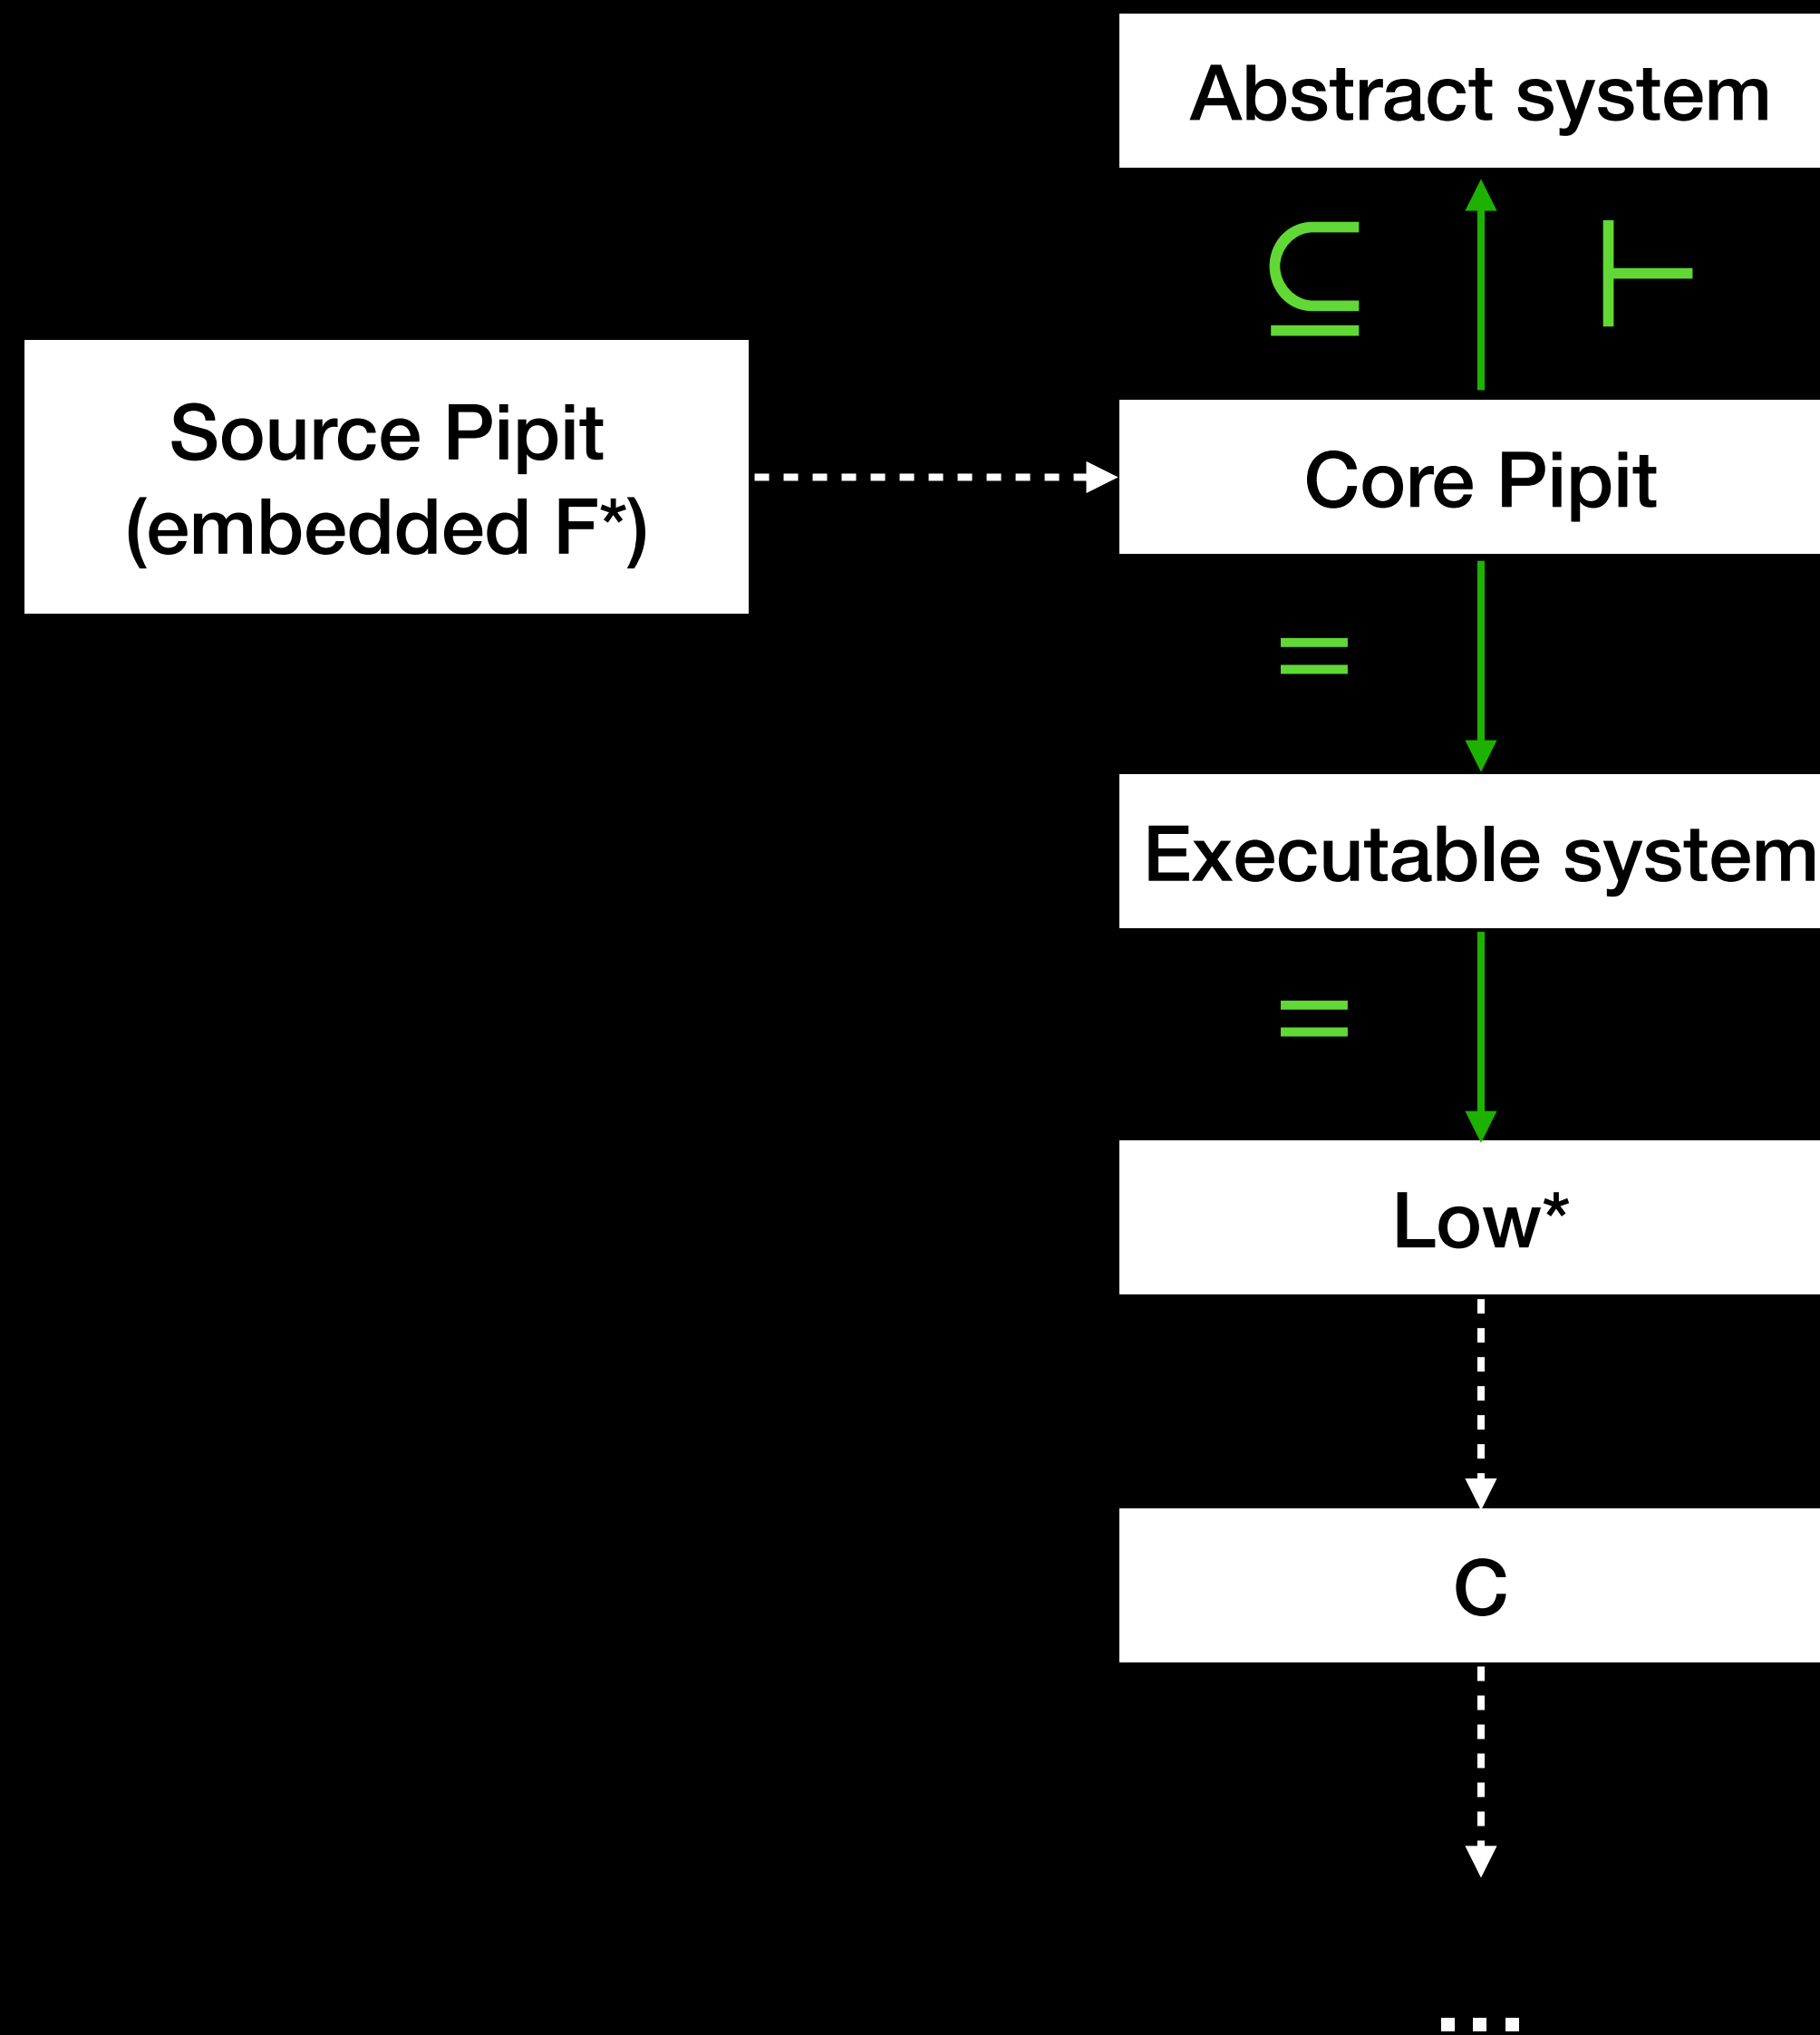 Abstract system
⊆ ⊢
Source Pipit
(embedded F*)
Core Pipit
=
Executable system
=
Low*
C
...